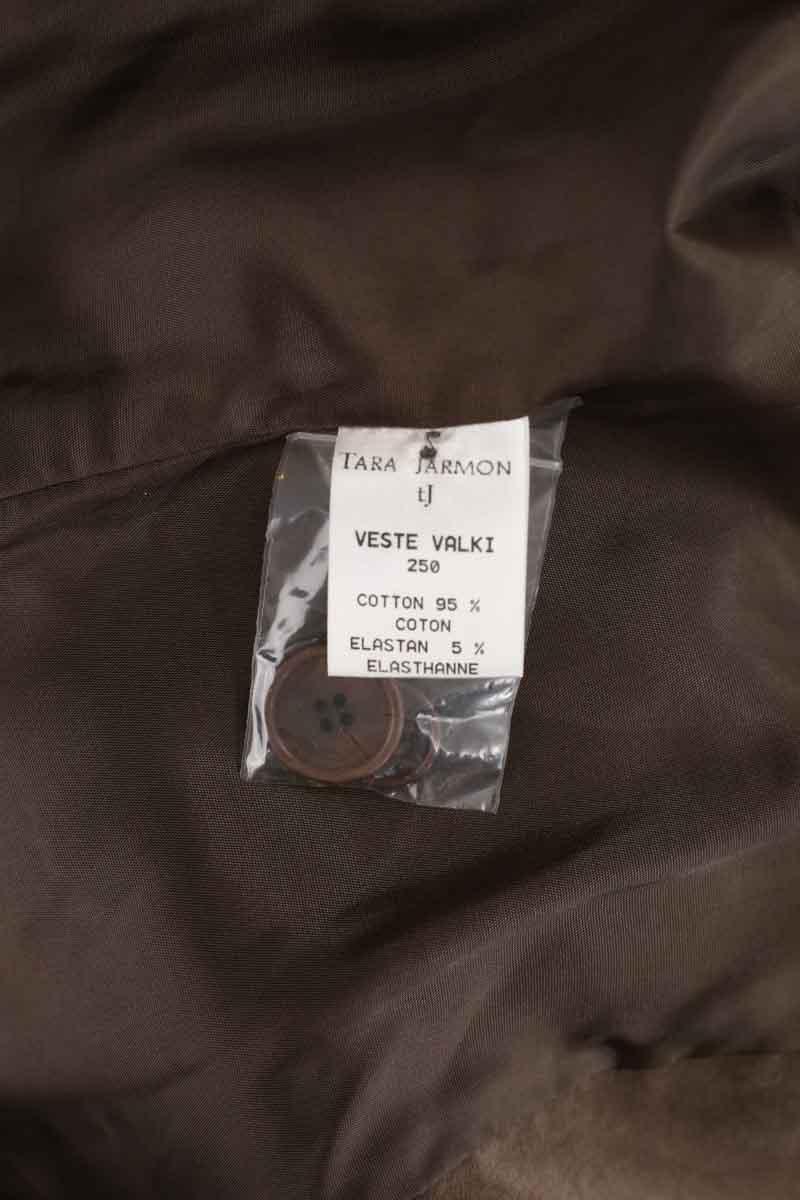 TARA JARMON
tJ
VESTE VALKI
250
COTTON 95 %
COTON
ELASTAN 5 %
ELASTHANNE